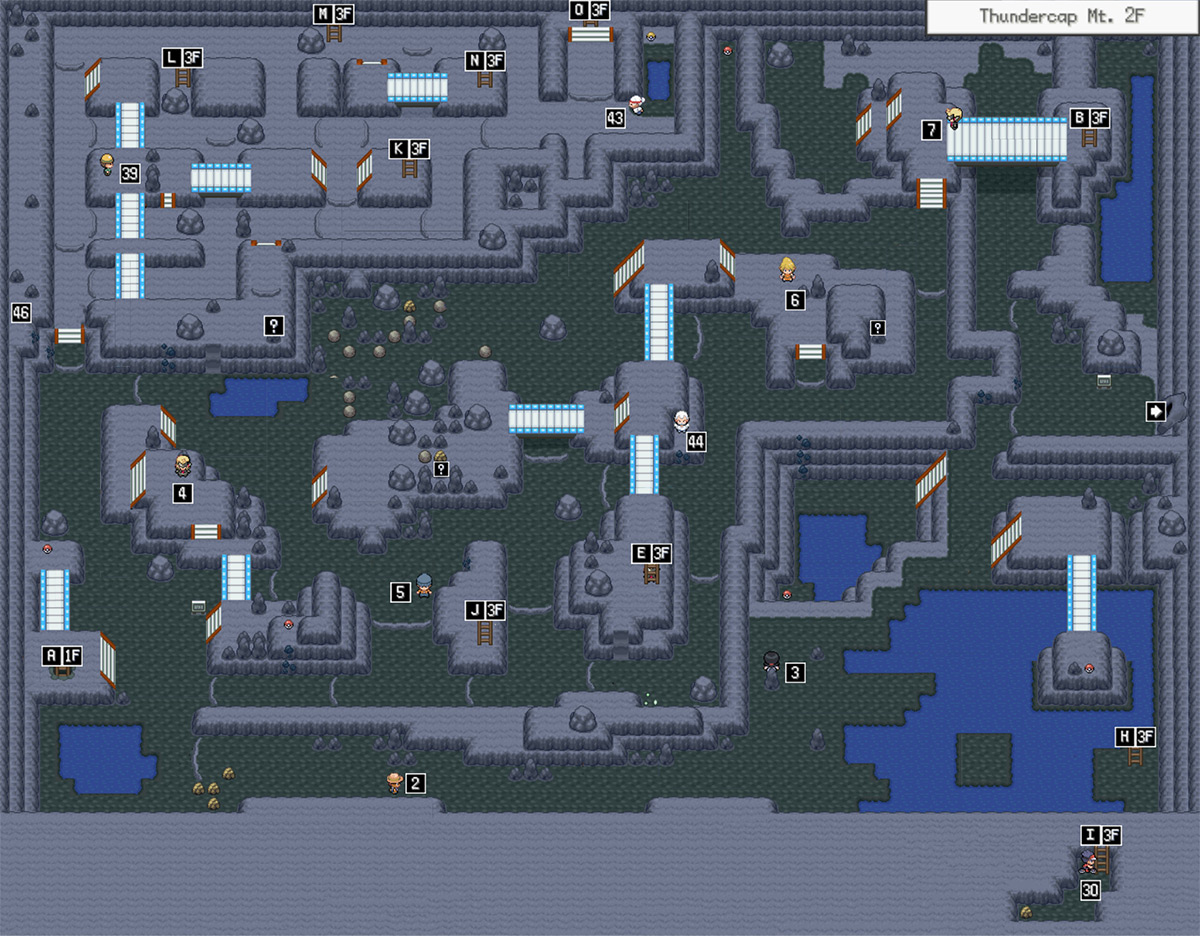 Thundercap Mt. 2F
M 3F
O 3F
L 3F
N 3F
43
7
B 3F
K 3F
39
6
46
?
?
➡
44
?
4
E 3F
5
J 3F
A 1F
3
H 3F
2
I 3F
30